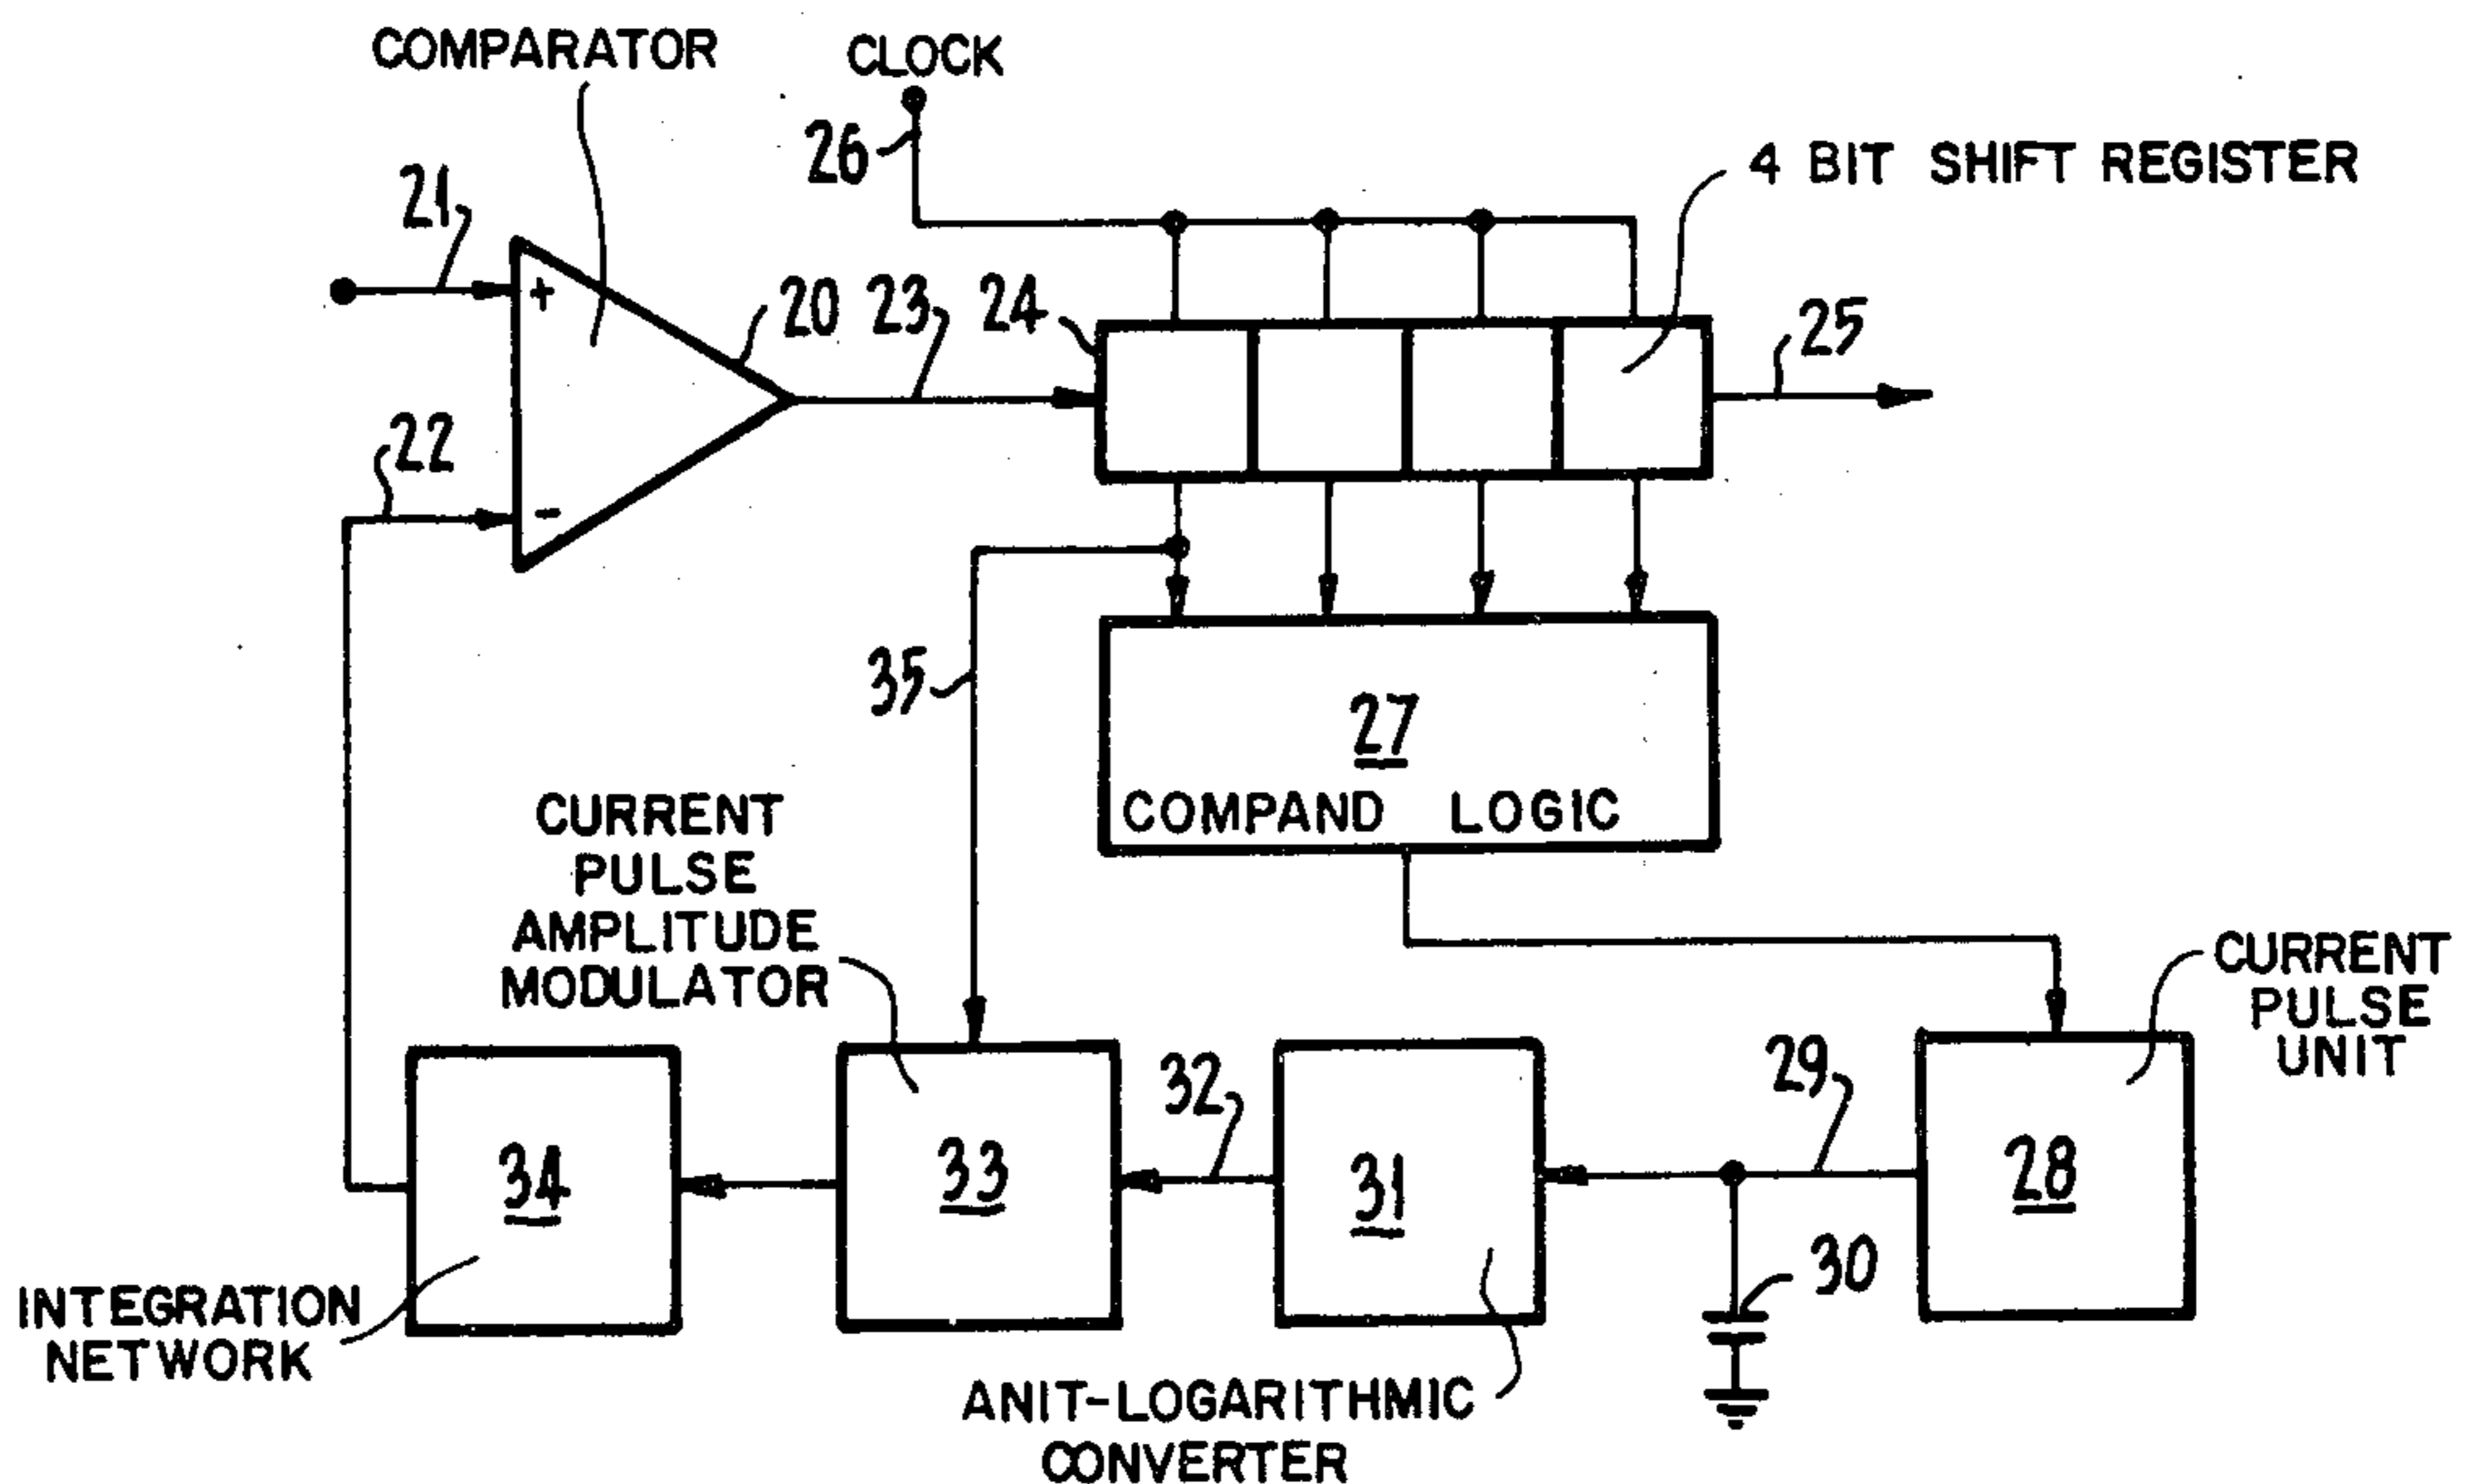 COMPARATOR
CLOCK
26
4 BIT SHIFT REGISTER
21
+
20
23
24
25
22
-
35
27
COMPAND LOGIC
CURRENT
PULSE
AMPLITUDE
MODULATOR
CURRENT
PULSE
UNIT
32
29
34
33
31
28
30
INTEGRATION
NETWORK
ANIT-LOGARITHMIC
CONVERTER